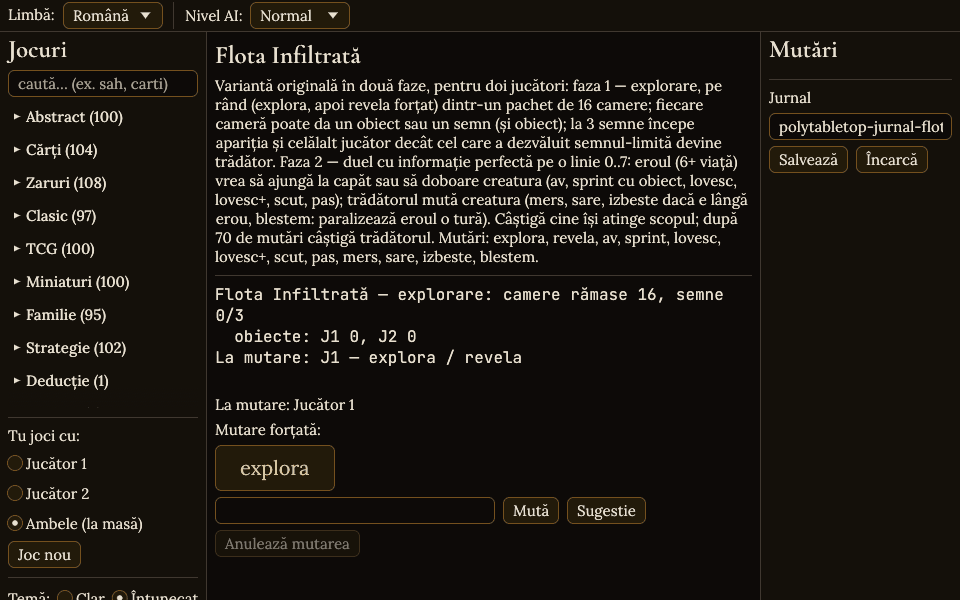 Limbă: Română ▼ Nivel AI: Normal ▼
Jocuri
caută... (ex. sah, carti)
▸ Abstract (100)
▸ Cărți (104)
▸ Zaruri (108)
▸ Clasic (97)
▸ TCG (100)
▸ Miniaturi (100)
▸ Familie (95)
▸ Strategie (102)
▸ Deducție (1)
Tu joci cu:
Jucător 1
Jucător 2
Ambele (la masă)
Joc nou
Temă: Clar Întunecat
Flota Infiltrată
Variantă originală în două faze, pentru doi jucători: faza 1 — explorare, pe
rând (explora, apoi revela forțat) dintr-un pachet de 16 camere; fiecare
cameră poate da un obiect sau un semn (și obiect); la 3 semne începe
apariția și celălalt jucător decât cel care a dezvăluit semnul-limită devine
trădător. Faza 2 — duel cu informație perfectă pe o linie 0..7: eroul (6+ viață)
vrea să ajungă la capăt sau să doboare creatura (av, sprint cu obiect, lovesc,
lovesc+, scut, pas); trădătorul mută creatura (mers, sare, izbeste dacă e lângă
erou, blestem: paralizează eroul o tură). Câștigă cine își atinge scopul; după
70 de mutări câștigă trădătorul. Mutări: explora, revela, av, sprint, lovesc,
lovesc+, scut, pas, mers, sare, izbeste, blestem.
Flota Infiltrată — explorare: camere rămase 16, semne
0/3
obiecte: J1 0, J2 0
La mutare: J1 — explora / revela
La mutare: Jucător 1
Mutare forțată:
explora
Mută Sugestie
Anulează mutarea
Mutări
Jurnal
polytabletop-jurnal-flot
Salvează Încarcă